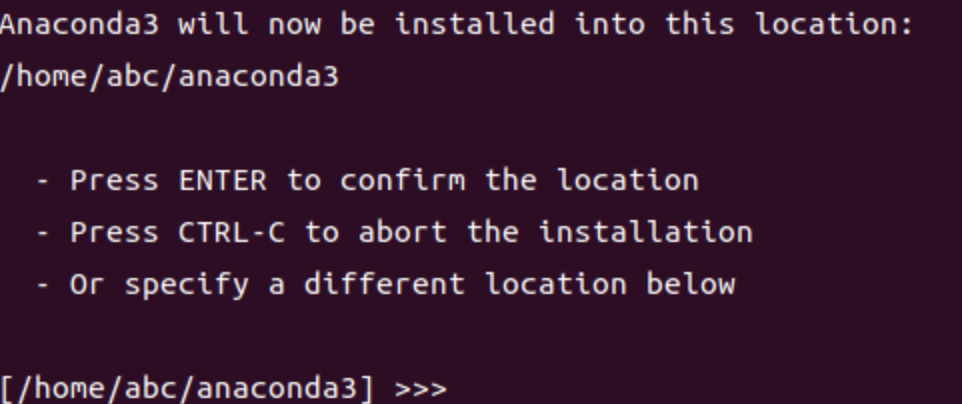 Anaconda3 will now be installed into this location:
/home/abc/anaconda3
- Press ENTER to confirm the location
- Press CTRL-C to abort the installation
- Or specify a different location below
[/home/abc/anaconda3] >>>